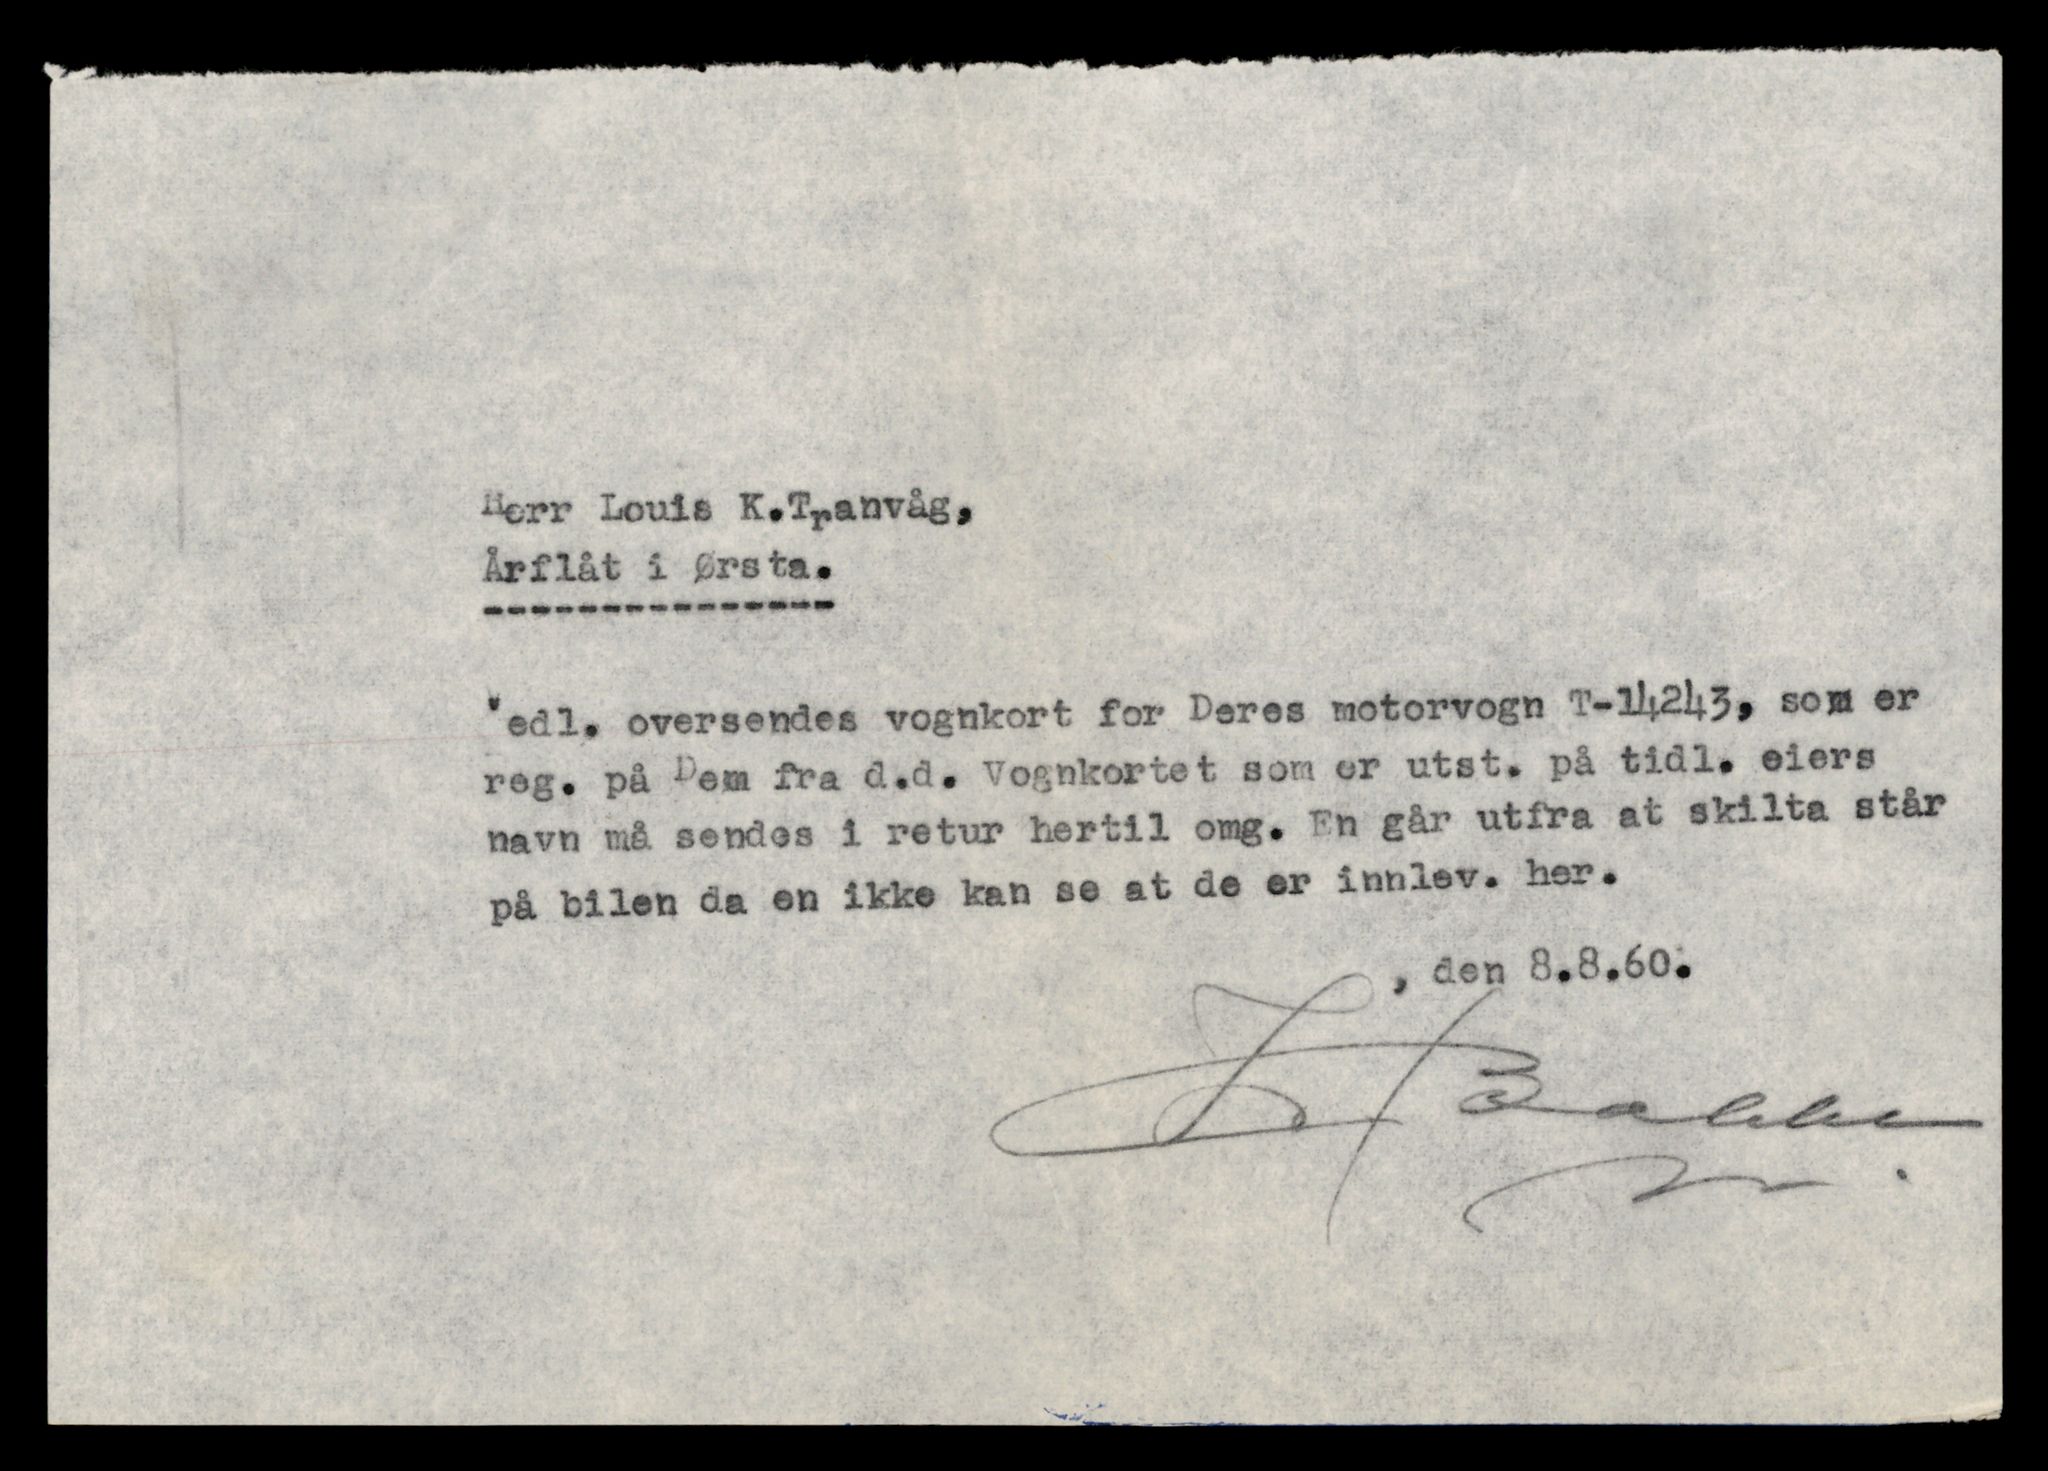 Herr Louis K.Tranvåg,
Årflåt i Ørsta.
---------------
Vedl. oversendes vognkort for Deres motorvogn T-14243, som er
reg. på Dem fra d.d. Vognkortet som er utst. på tidl. eiers
navn må sendes i retur hertil omg. En går utfra at skilta står
på bilen da en ikke kan se at de er innlev. her.
, den 8.8.60.
Bakke